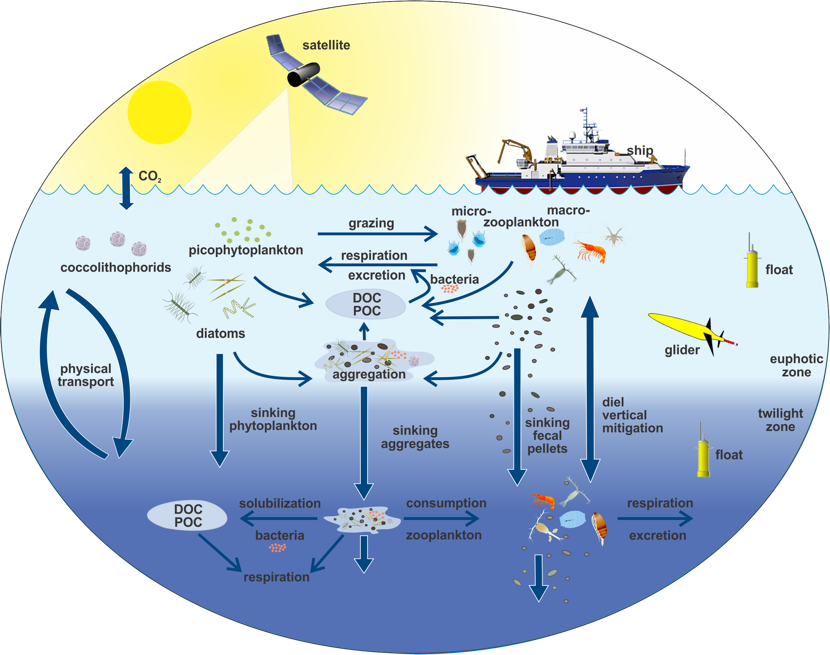 satellite
ship
CO2
micro-
macro-
zooplankton
grazing
picophytoplankton
coccolithophorids
respiration
excretion
bacteria
float
DOC
POC
diatoms
glider
aggregation
physical
transport
euphotic
zone
diel
vertical
mitigation
twilight
zone
sinking
phytoplankton
sinking
aggregates
sinking
fecal
pellets
float
DOC
POC
solubilization
bacteria
consumption
zooplankton
respiration
excretion
respiration